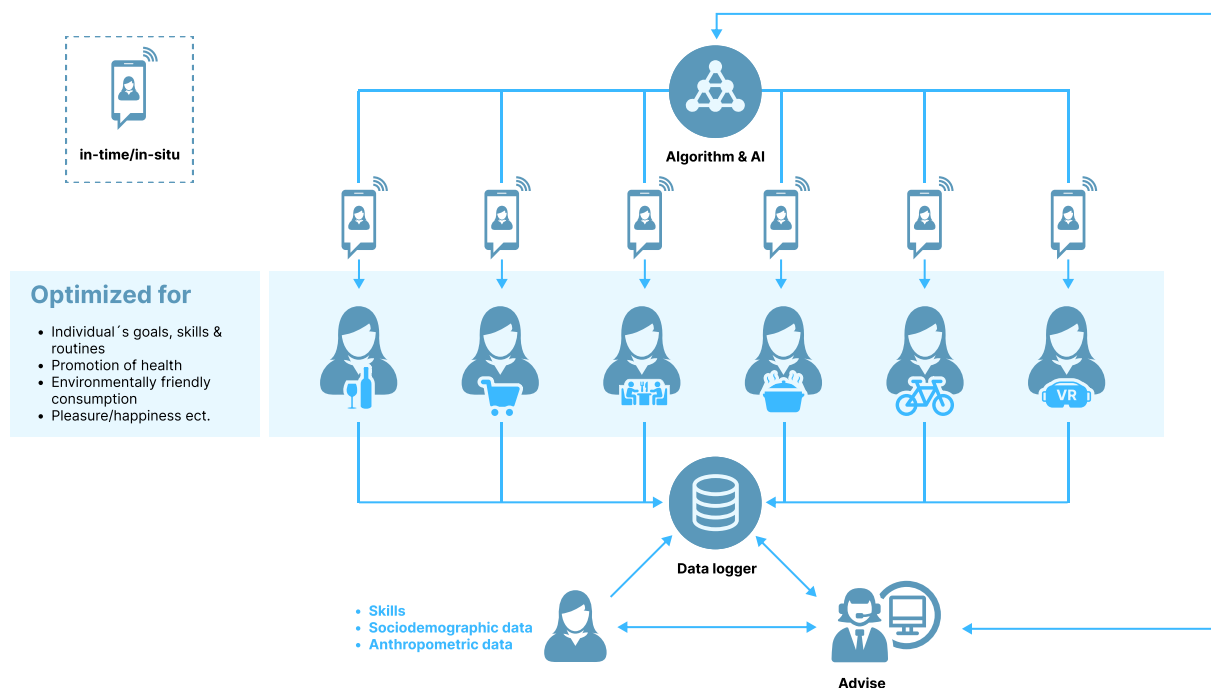 in-time/in-situ
Algorithm & AI
Optimized for
• Individual´s goals, skills &
routines
• Promotion of health
• Environmentally friendly
consumption
• Pleasure/happiness ect.
VR
Data logger
• Skills
• Sociodemographic data
• Anthropometric data
Advise